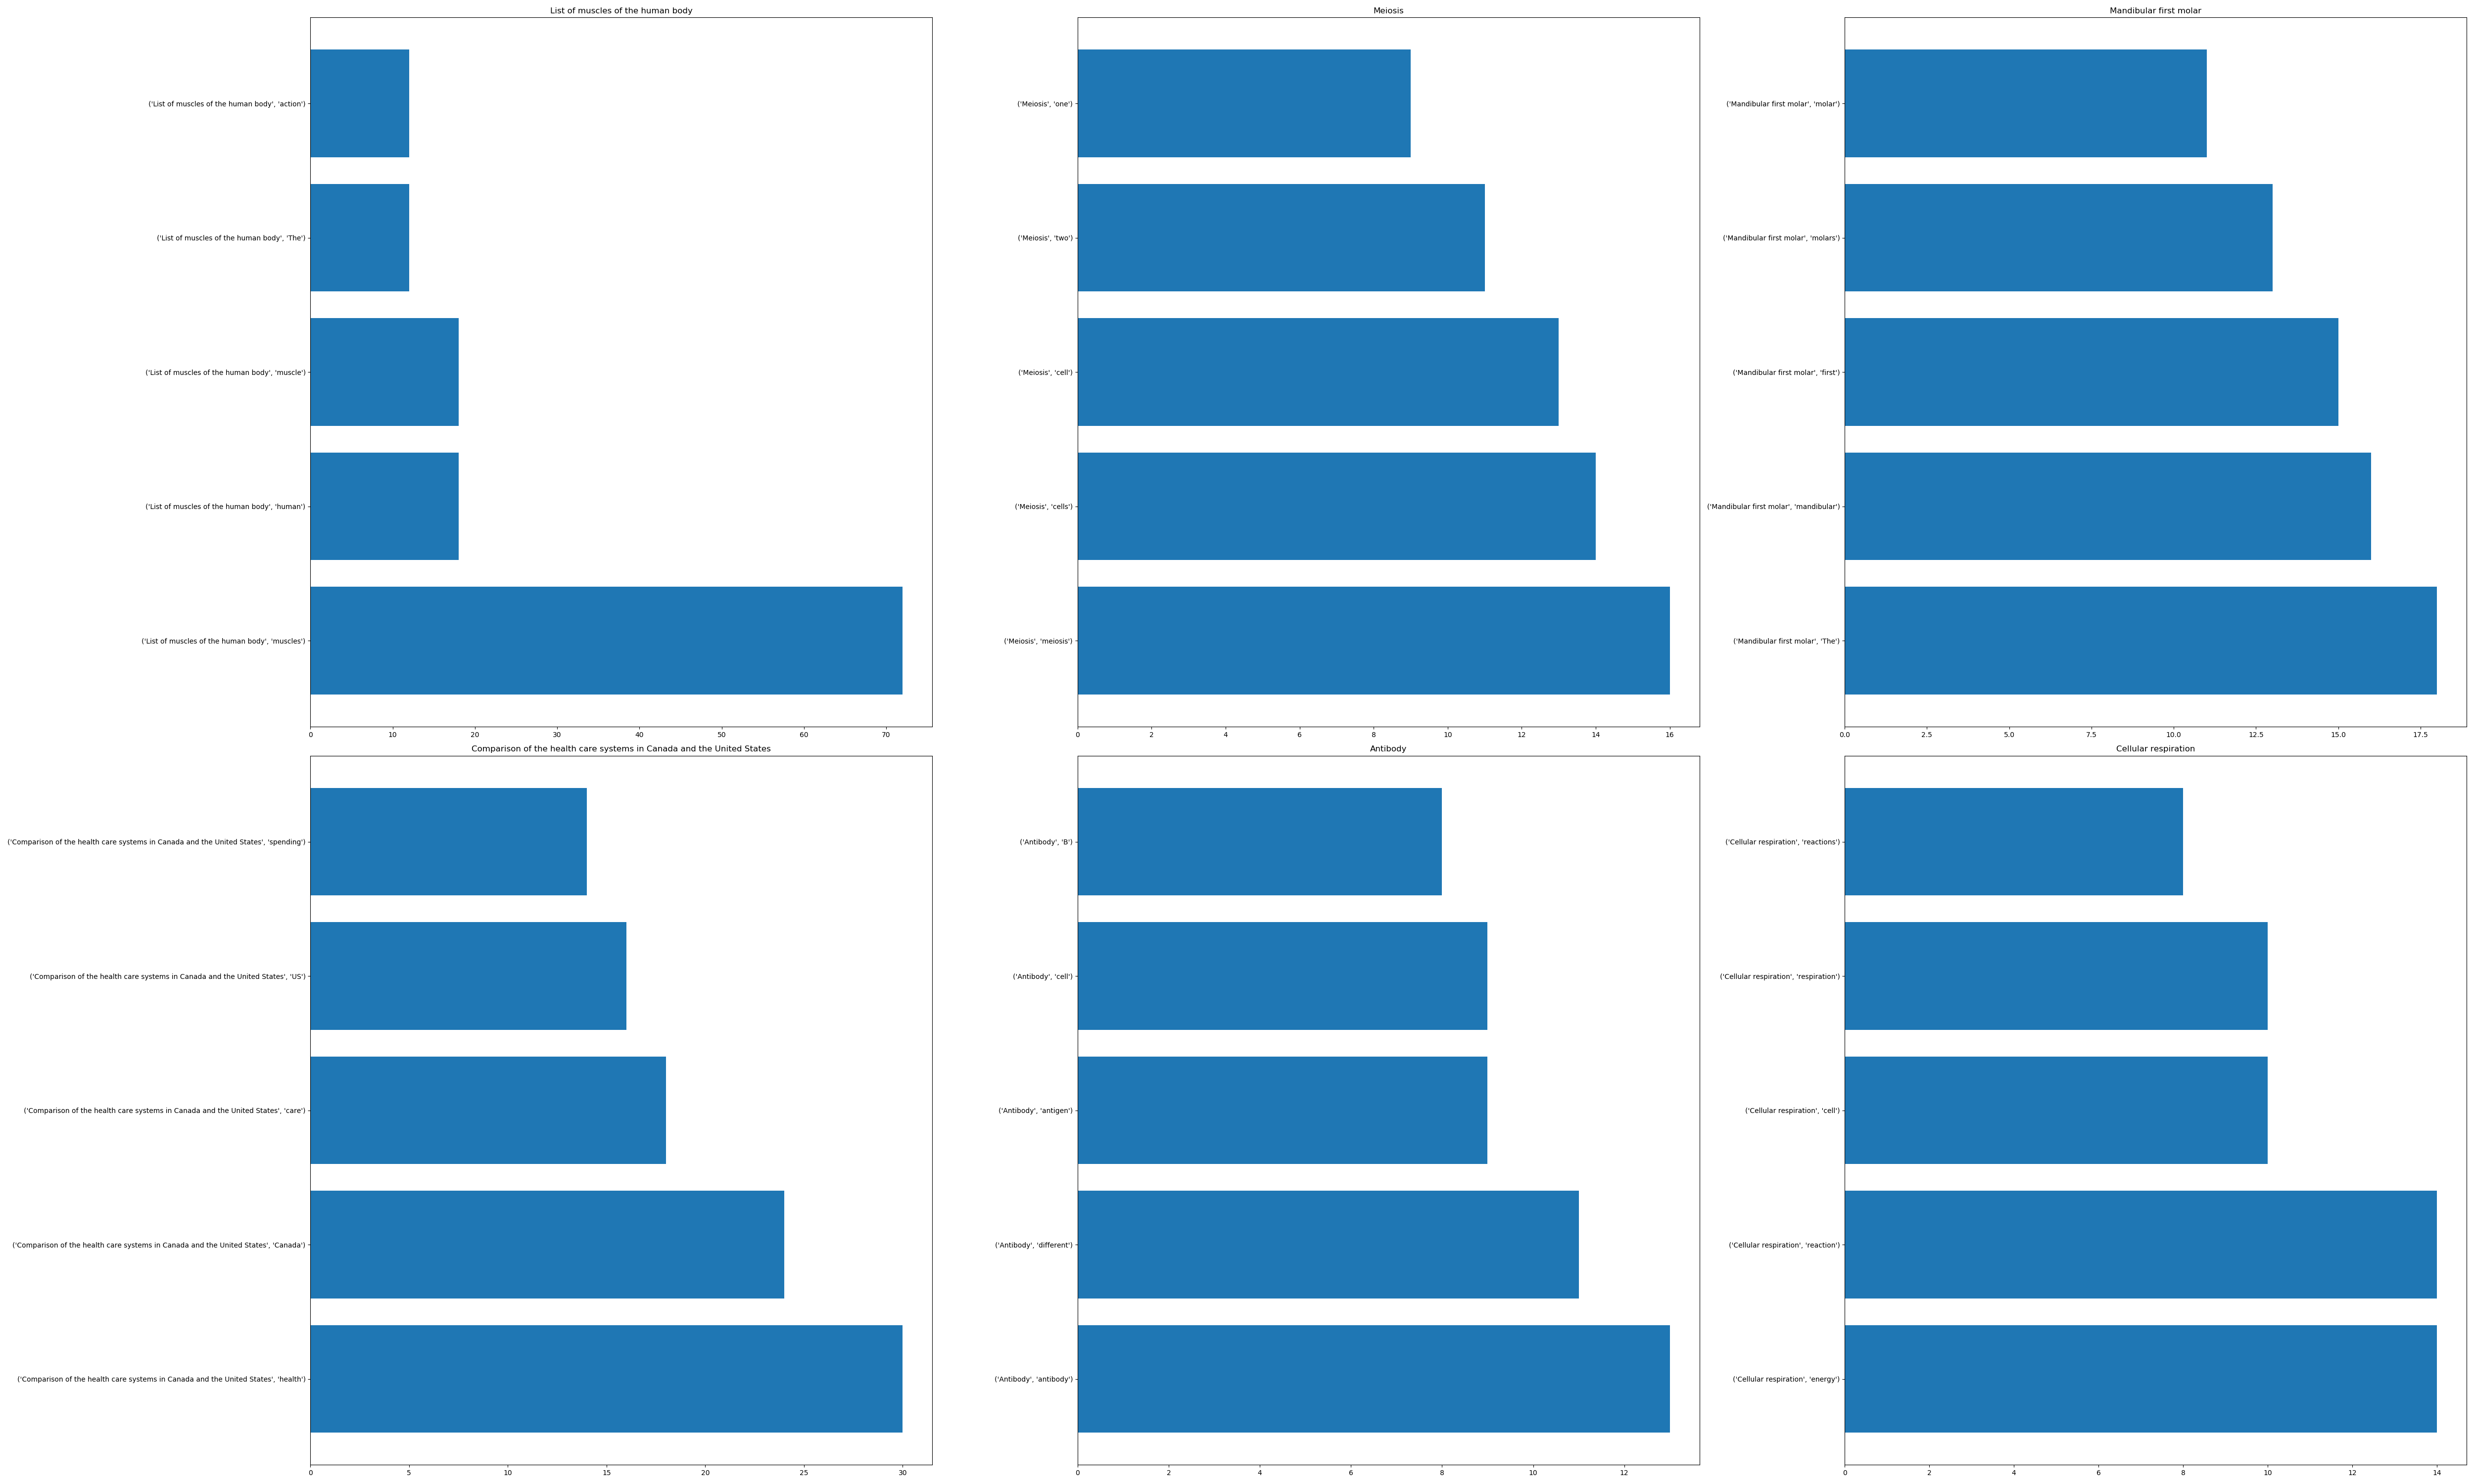 List of muscles of the human body
('List of muscles of the human body', 'action')
('List of muscles of the human body', 'The')
('List of muscles of the human body', 'muscle')
('List of muscles of the human body', 'human')
('List of muscles of the human body', 'muscles')
0 10 20 30 40 50 60 70
Meiosis
('Meiosis', 'one')
('Meiosis', 'two')
('Meiosis', 'cell')
('Meiosis', 'cells')
('Meiosis', 'meiosis')
0 2 4 6 8 10 12 14 16
Mandibular first molar
('Mandibular first molar', 'molar')
('Mandibular first molar', 'molars')
('Mandibular first molar', 'first')
('Mandibular first molar', 'mandibular')
('Mandibular first molar', 'The')
0.0 2.5 5.0 7.5 10.0 12.5 15.0 17.5
Comparison of the health care systems in Canada and the United States
('Comparison of the health care systems in Canada and the United States', 'spending')
('Comparison of the health care systems in Canada and the United States', 'US')
('Comparison of the health care systems in Canada and the United States', 'care')
('Comparison of the health care systems in Canada and the United States', 'Canada')
('Comparison of the health care systems in Canada and the United States', 'health')
0 5 10 15 20 25 30
Antibody
('Antibody', 'B')
('Antibody', 'cell')
('Antibody', 'antigen')
('Antibody', 'different')
('Antibody', 'antibody')
0 2 4 6 8 10 12
Cellular respiration
('Cellular respiration', 'reactions')
('Cellular respiration', 'respiration')
('Cellular respiration', 'cell')
('Cellular respiration', 'reaction')
('Cellular respiration', 'energy')
0 2 4 6 8 10 12 14